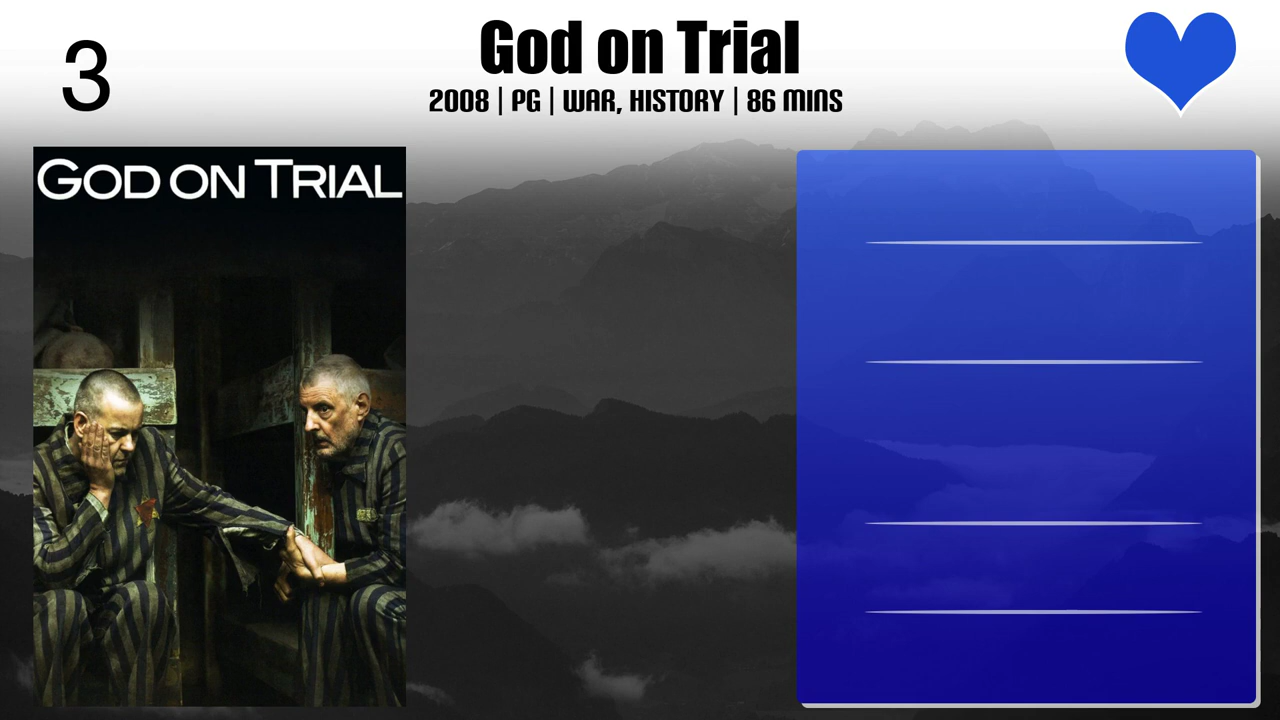 3
God on Trial
2008 | PG | WAR, HISTORY | 86 MINS
GOD ON TRIAL